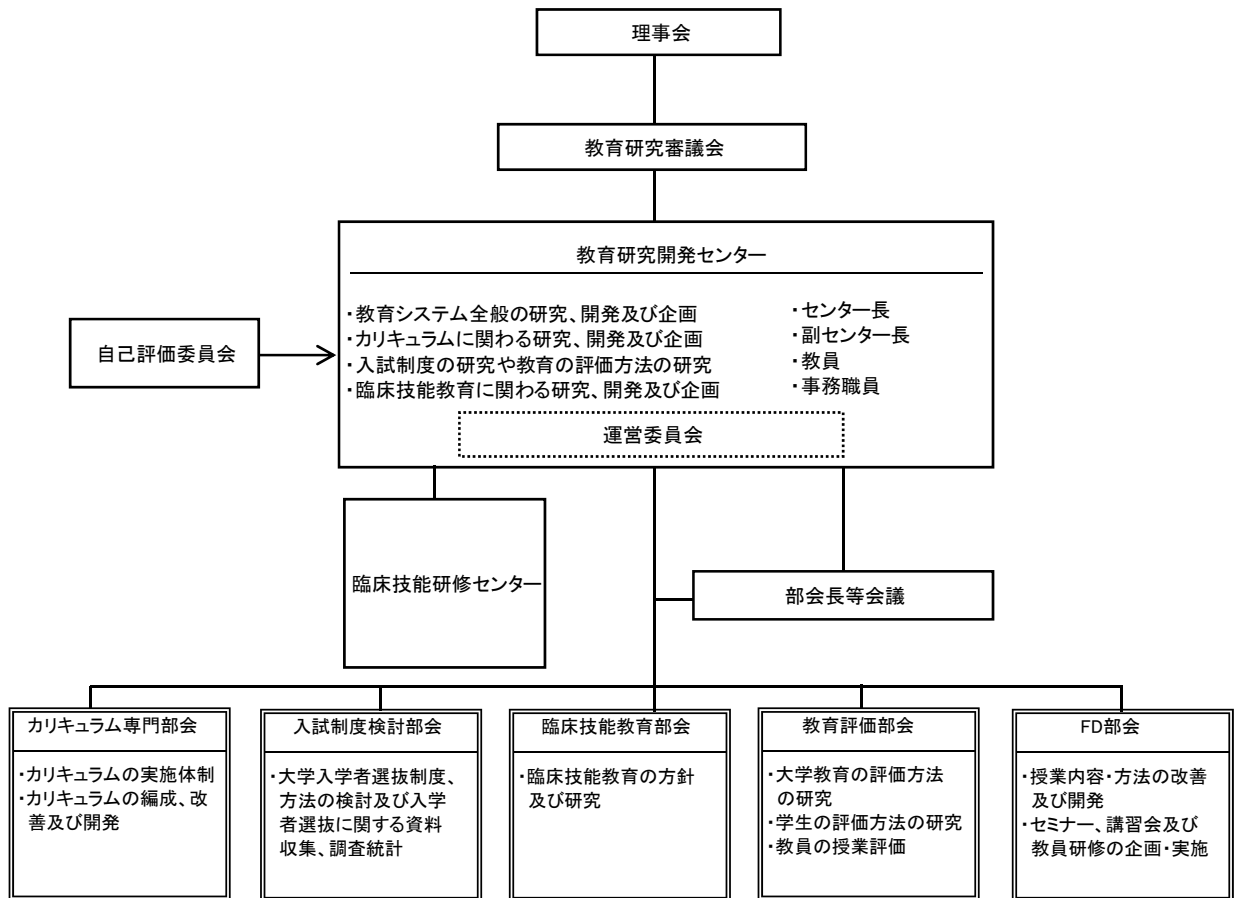 理事会
教育研究審議会
教育研究開発センター
・教育システム全般の研究、開発及び企画
・カリキュラムに関わる研究、開発及び企画
・入試制度の研究や教育の評価方法の研究
・臨床技能教育に関わる研究、開発及び企画
・センター長
・副センター長
・教員
・事務職員
自己評価委員会
運営委員会
臨床技能研修センター
部会長等会議
カリキュラム専門部会
・カリキュラムの実施体制
・カリキュラムの編成、改
善及び開発
入試制度検討部会
・大学入学者選抜制度、
方法の検討及び入学
者選抜に関する資料
収集、調査統計
臨床技能教育部会
・臨床技能教育の方針
及び研究
教育評価部会
・大学教育の評価方法
の研究
・学生の評価方法の研究
・教員の授業評価
FD部会
・授業内容・方法の改善
及び開発
・セミナー、講習会及び
教員研修の企画・実施